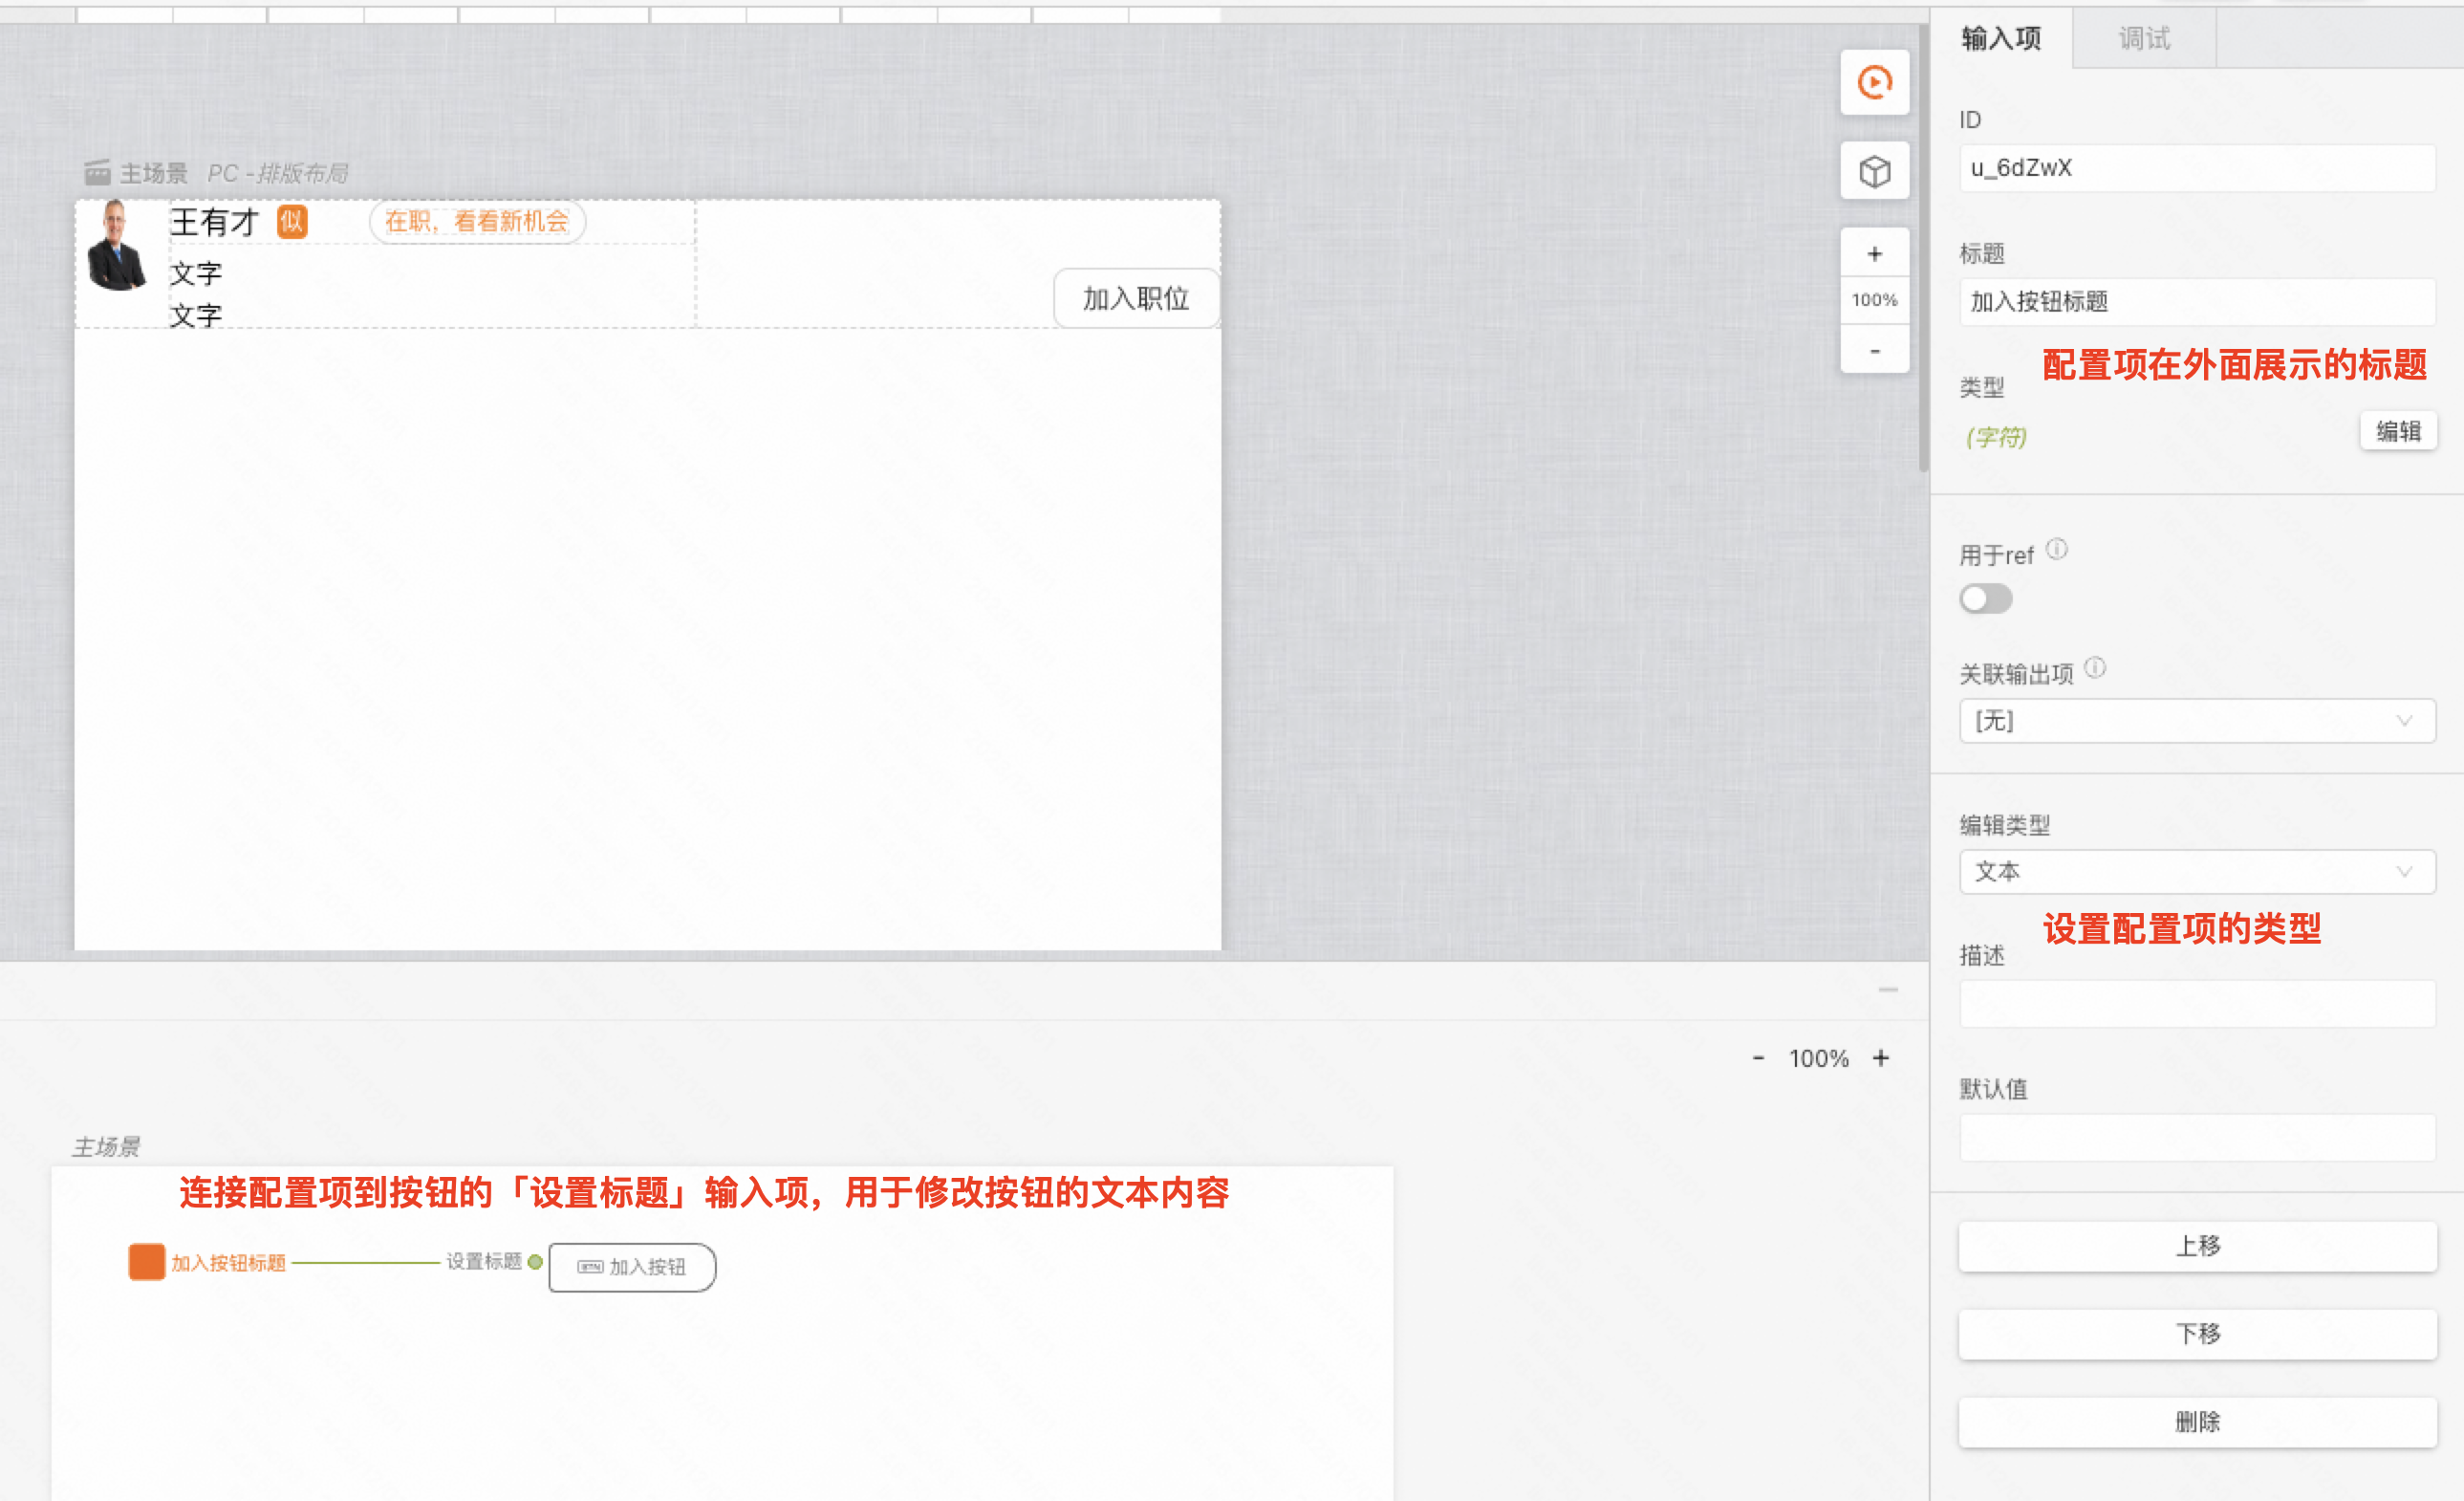 主场景 PC -排版布局
王有才 似 在职，看看新机会
文字
文字
加入职位
+
100%
-
- 100% +
主场景
连接配置项到按钮的「设置标题」输入项，用于修改按钮的文本内容
加入按钮标题 设置标题 BTN 加入按钮
输入项 调试
ID
u_6dZwX
标题
加入按钮标题
配置项在外面展示的标题
类型
(字符) 编辑
用于ref
关联输出项
[无]
编辑类型
文本
设置配置项的类型
描述
默认值
上移
下移
删除